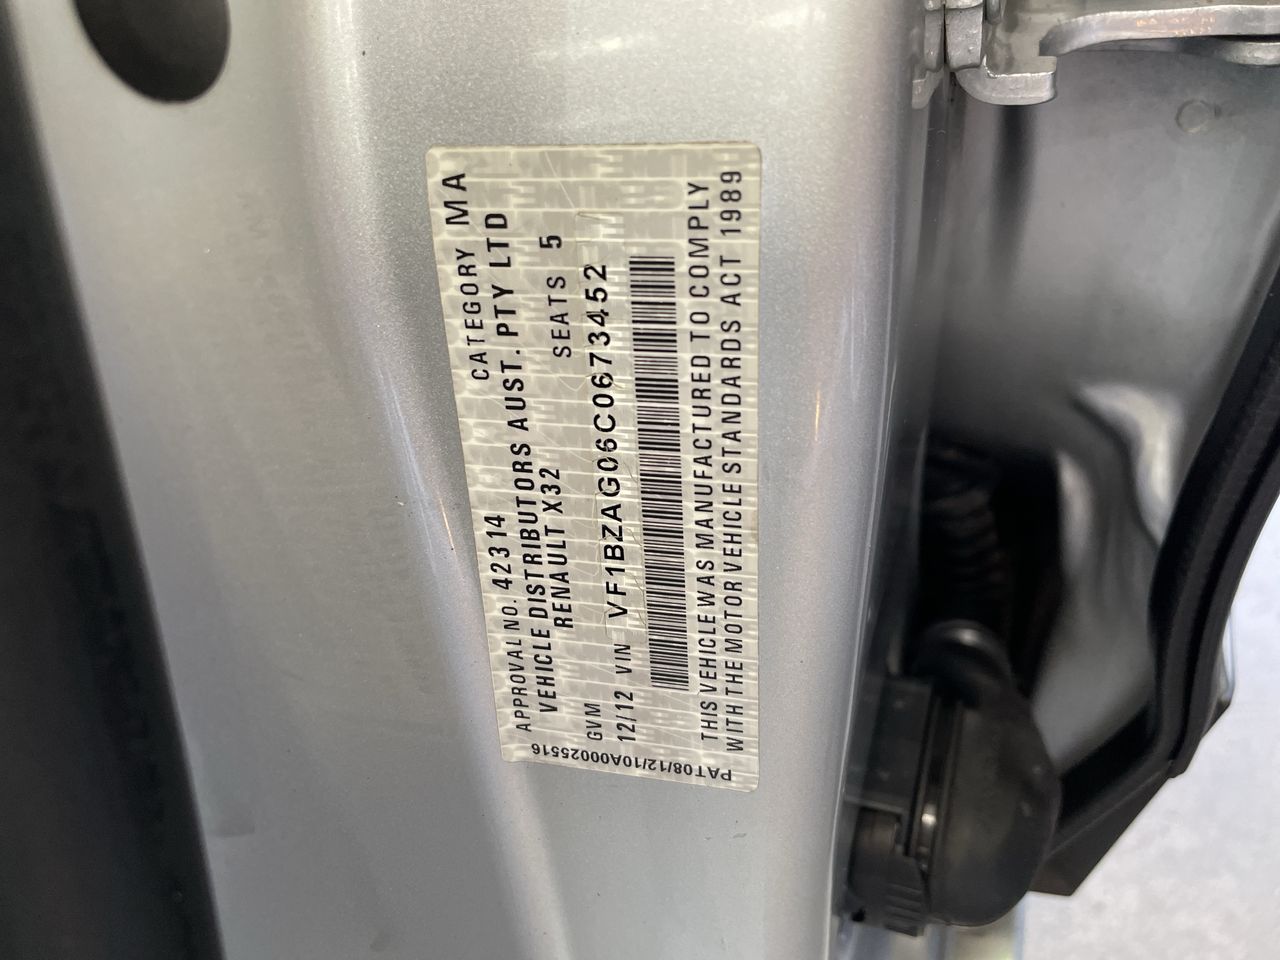 APPROVAL NO. 42314 CATEGORY MA
VEHICLE DISTRIBUTORS AUST. PTY LTD
RENAULT X32 SEATS 5
GVM
12/12 VIN VF1BZAG06C0673452
THIS VEHICLE WAS MANUFACTURED TO COMPLY
WITH THE MOTOR VEHICLE STANDARDS ACT 1989
PAT08/12/10A000025516